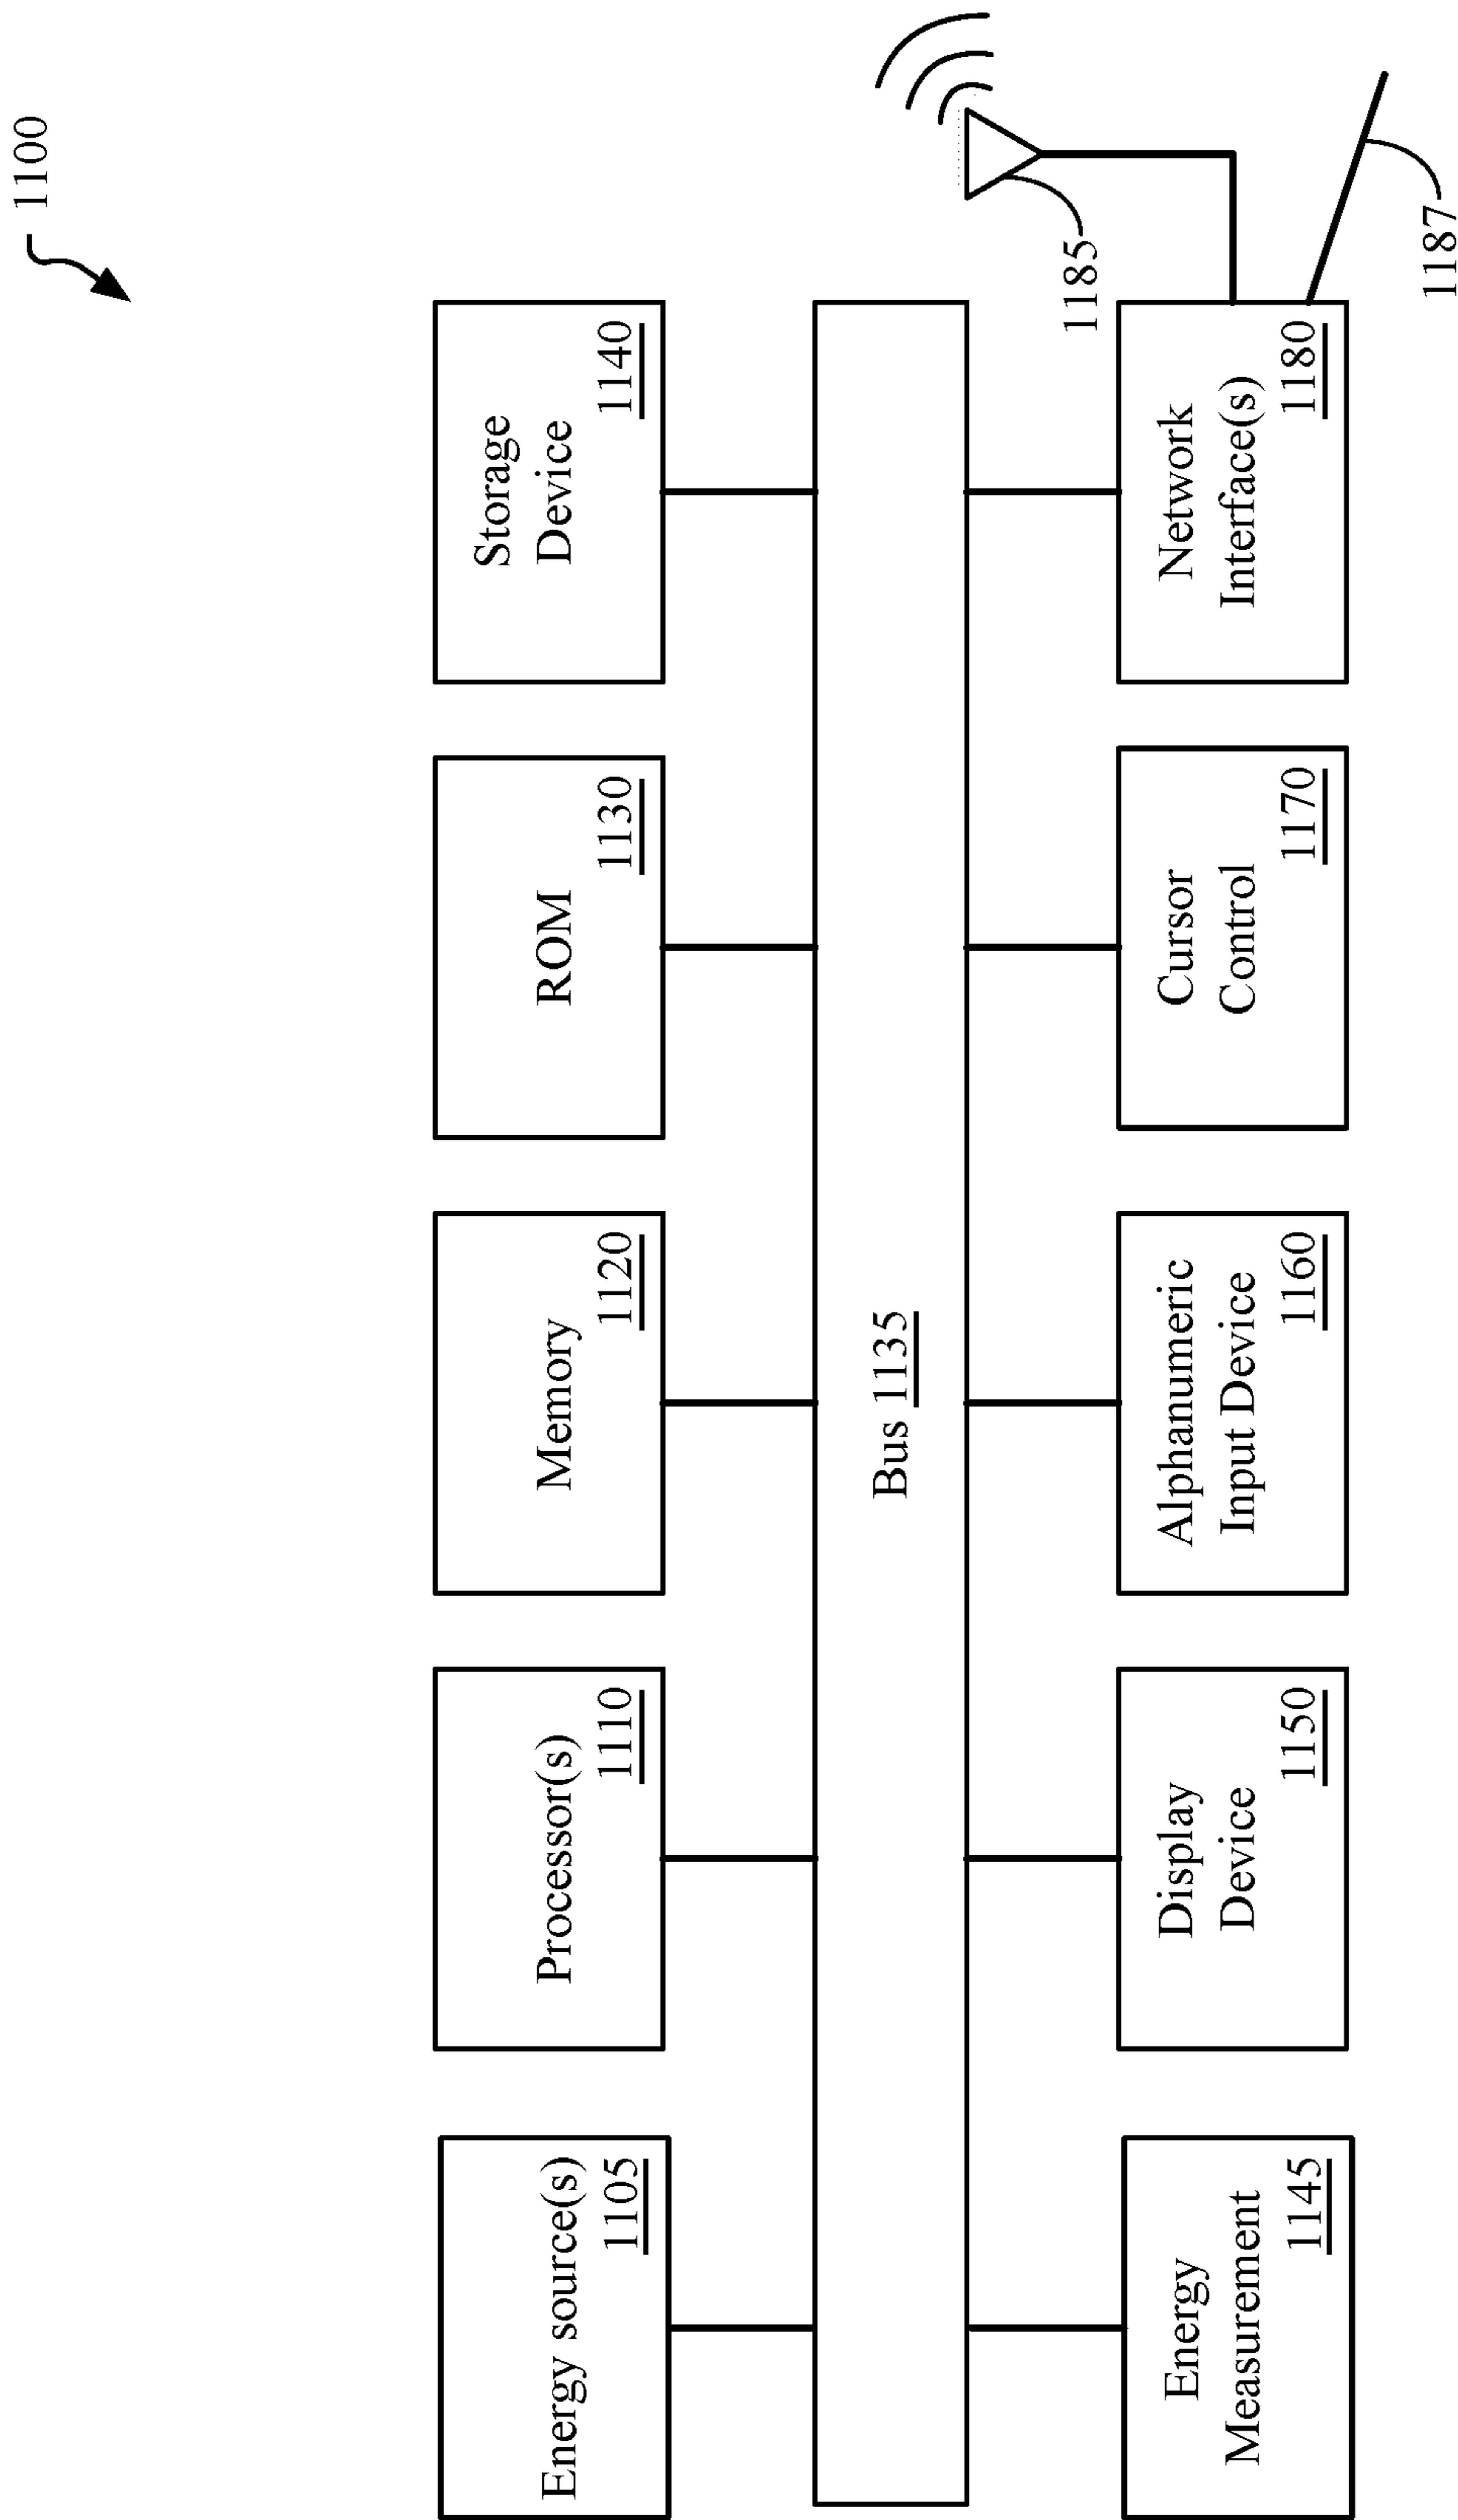 1100
Energy source(s)
1105
Processor(s)
1110
Memory
1120
ROM
1130
Storage
Device
1140
Bus 1135
1185
Energy
Measurement
1145
Display
Device
1150
Alphanumeric
Input Device
1160
Cursor
Control
1170
Network
Interface(s)
1180
1187